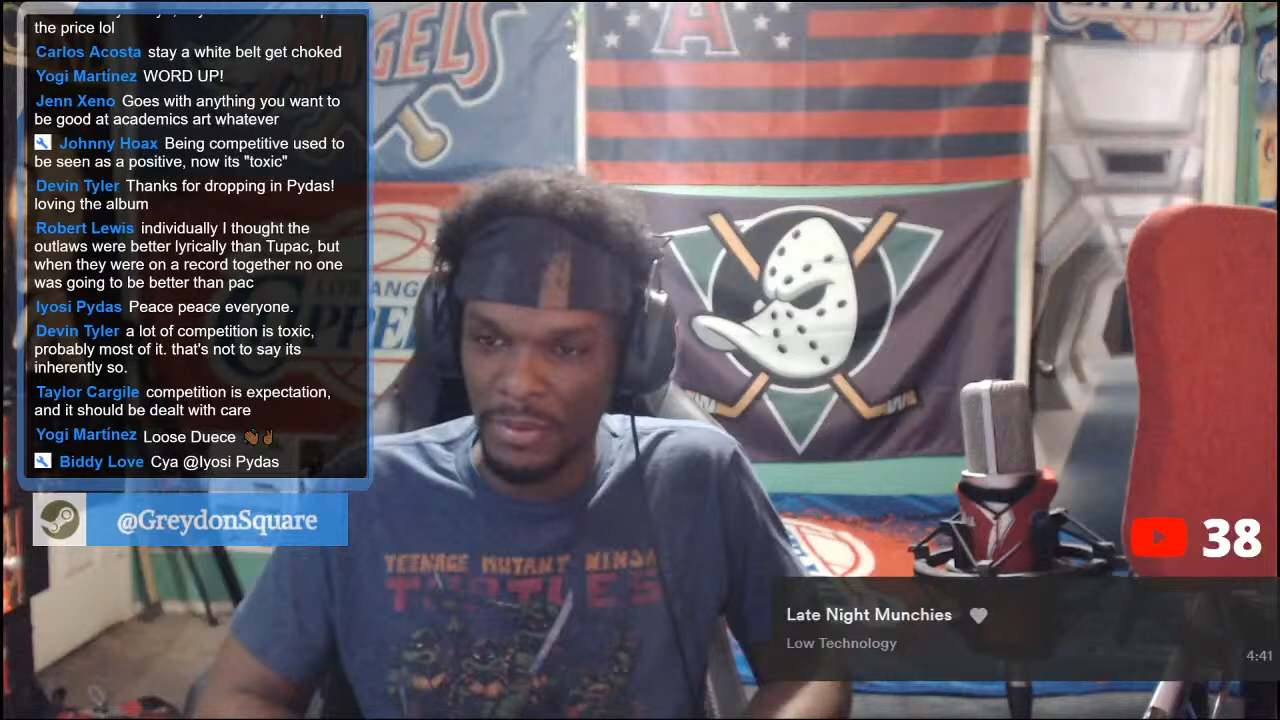 the price lol
Carlos Acosta stay a white belt get choked
Yogi Martínez WORD UP!
Jenn Xeno Goes with anything you want to
be good at academics art whatever
Johnny Hoax Being competitive used to
be seen as a positive, now its "toxic"
Devin Tyler Thanks for dropping in Pydas!
loving the album
Robert Lewis individually I thought the
outlaws were better lyrically than Tupac, but
when they were on a record together no one
was going to be better than pac
Iyosi Pydas Peace peace everyone.
Devin Tyler a lot of competition is toxic,
probably most of it. that's not to say its
inherently so.
Taylor Cargile competition is expectation,
and it should be dealt with care
Yogi Martínez Loose Duece 👋🏾✌🏾
Biddy Love Cya @Iyosi Pydas
@GreydonSquare
ANGELS
A
LOS ANG
CLIPPE
TEENAGE MUTANT NINJA
TURTLES
38
Late Night Munchies
Low Technology
4:41